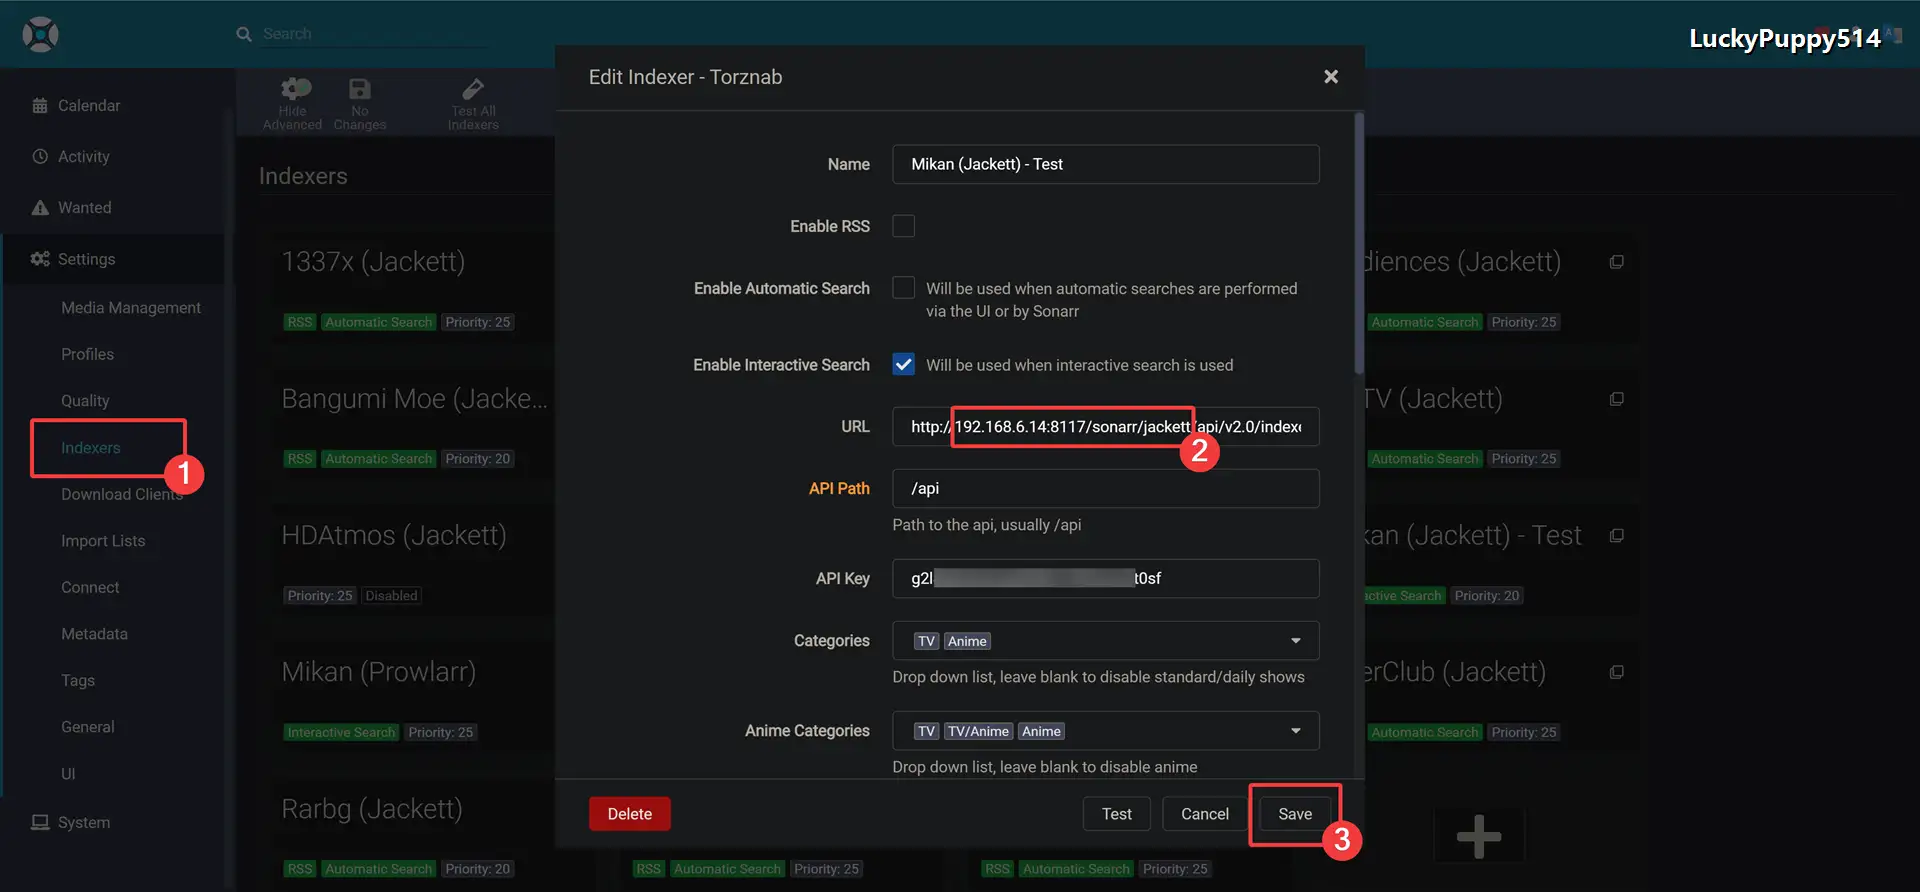 Search
LuckyPuppy514
Calendar
Activity
Wanted
Settings
Media Management
Profiles
Quality
Indexers
1
Download Clients
Import Lists
Connect
Metadata
Tags
General
UI
System
Hide
Advanced
No
Changes
Test All
Indexers
Indexers
1337x (Jackett)
RSS Automatic Search Priority: 25
Bangumi Moe (Jacke...
RSS Automatic Search Priority: 20
HDAtmos (Jackett)
Priority: 25 Disabled
Mikan (Prowlarr)
Interactive Search Priority: 25
Rarbg (Jackett)
RSS Automatic Search Priority: 20
Edit Indexer - Torznab
Name Mikan (Jackett) - Test
Enable RSS
Enable Automatic Search Will be used when automatic searches are performed
via the UI or by Sonarr
Enable Interactive Search Will be used when interactive search is used
URL http://192.168.6.14:8117/sonarr/jackett/api/v2.0/indexe
2
API Path /api
Path to the api, usually /api
API Key g2l t0sf
Categories TV Anime
Drop down list, leave blank to disable standard/daily shows
Anime Categories TV TV/Anime Anime
Drop down list, leave blank to disable anime
Delete Test Cancel Save
3
RSS Automatic Search Priority: 25
RSS Automatic Search Priority: 25
diences (Jackett)
Automatic Search Priority: 25
TV (Jackett)
Automatic Search Priority: 25
kan (Jackett) - Test
active Search Priority: 20
erClub (Jackett)
Automatic Search Priority: 25